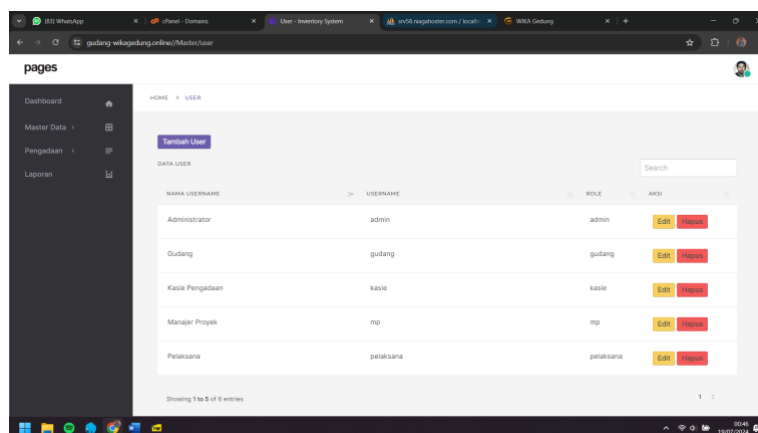 (83) WhatsApp
cPanel - Domains
User - Inventory System
srv58.niagahoster.com / localh
WIKA Gedung
gudang-wikagedung.online//Master/user
pages
Dashboard
Master Data
Pengadaan
Laporan
HOME > USER
Tambah User
DATA USER
Search
NAMA USERNAME USERNAME ROLE AKSI
Administrator admin admin Edit Hapus
Gudang gudang gudang Edit Hapus
Kasie Pengadaan kasie kasie Edit Hapus
Manajer Proyek mp mp Edit Hapus
Pelaksana pelaksana pelaksana Edit Hapus
Showing 1 to 5 of 6 entries
1
00:46
19/07/2024